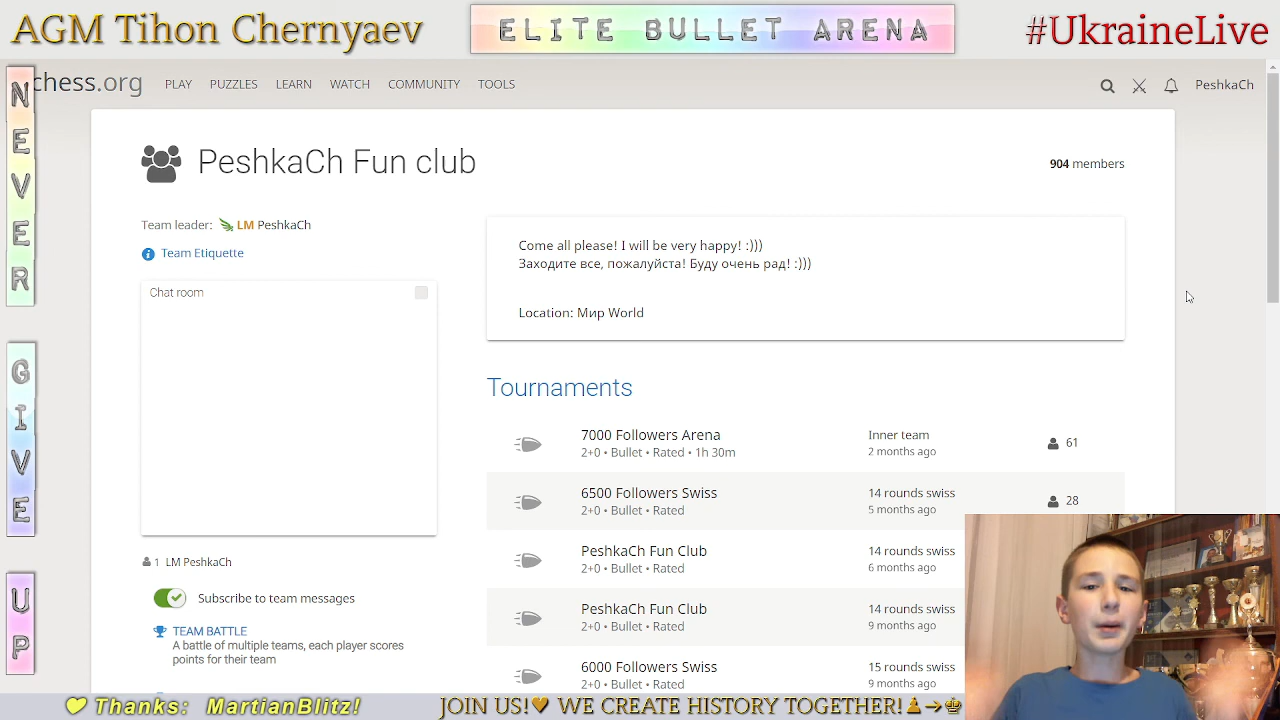 AGM Tihon Chernyaev
ELITE BULLET ARENA
#UkraineLive
NEVER
GIVE
UP
chess.org
PLAY PUZZLES LEARN WATCH COMMUNITY TOOLS
PeshkaCh
PeshkaCh Fun club
904 members
Team leader: LM PeshkaCh
Team Etiquette
Chat room
Come all please! I will be very happy! :)))
Заходите все, пожалуйста! Буду очень рад! :)))
Location: Мир World
Tournaments
7000 Followers Arena
2+0 • Bullet • Rated • 1h 30m
Inner team
2 months ago
61
6500 Followers Swiss
2+0 • Bullet • Rated
14 rounds swiss
5 months ago
28
PeshkaCh Fun Club
2+0 • Bullet • Rated
14 rounds swiss
6 months ago
PeshkaCh Fun Club
2+0 • Bullet • Rated
14 rounds swiss
9 months ago
6000 Followers Swiss
2+0 • Bullet • Rated
15 rounds swiss
9 months ago
1 LM PeshkaCh
Subscribe to team messages
TEAM BATTLE
A battle of multiple teams, each player scores
points for their team
Thanks: MartianBlitz!
JOIN US!🧡 WE CREATE HISTORY TOGETHER!♟→♚